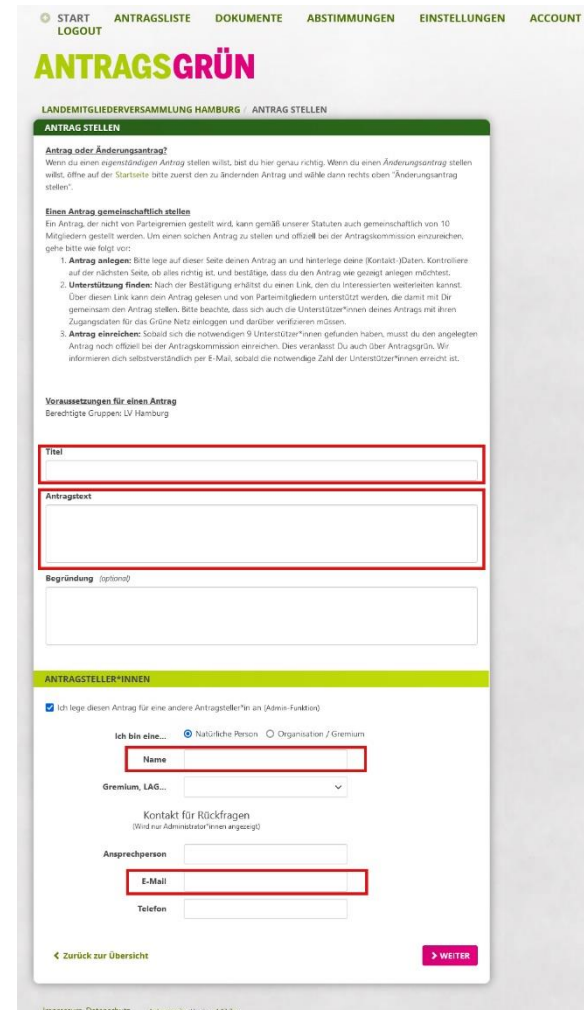 START ANTRAGSLISTE DOKUMENTE ABSTIMMUNGEN EINSTELLUNGEN ACCOUNT
LOGOUT
ANTRAGSGRÜN
LANDEMITGLIEDERVERSAMMLUNG HAMBURG / ANTRAG STELLEN
ANTRAG STELLEN
Antrag oder Änderungsantrag?
Wenn du einen eigenständigen Antrag stellen willst, bist du hier genau richtig. Wenn du einen Änderungsantrag stellen
willst, öffne auf der Startseite bitte zuerst den zu ändernden Antrag und wähle dann rechts oben "Änderungsantrag
stellen".
Einen Antrag gemeinschaftlich stellen
Ein Antrag, der nicht von Parteigremien gestellt wird, kann gemäß unserer Statuten auch gemeinschaftlich von 10
Mitgliedern gestellt werden. Um einen solchen Antrag zu stellen und offiziell bei der Antragskommission einzureichen,
gehe bitte wie folgt vor:
1. Antrag anlegen: Bitte lege auf dieser Seite deinen Antrag an und hinterlege deine (Kontakt-)Daten. Kontrolliere
auf der nächsten Seite, ob alles richtig ist, und bestätige, dass du den Antrag wie gezeigt anlegen möchtest.
2. Unterstützung finden: Nach der Bestätigung erhältst du einen Link, den du Interessierten weiterleiten kannst.
Über diesen Link kann dein Antrag gelesen und von Parteimitgliedern unterstützt werden, die damit mit Dir
gemeinsam den Antrag stellen. Bitte beachte, dass sich auch die Unterstützer*innen deines Antrags mit ihren
Zugangsdaten für das Grüne Netz einloggen und darüber verifizieren müssen.
3. Antrag einreichen: Sobald sich die notwendigen 9 Unterstützer*innen gefunden haben, musst du den angelegten
Antrag noch offiziell bei der Antragskommission einreichen. Dies veranlasst Du auch über Antragsgrün. Wir
informieren dich selbstverständlich per E-Mail, sobald die notwendige Zahl der Unterstützer*innen erreicht ist.
Voraussetzungen für einen Antrag
Berechtigte Gruppen: LV Hamburg
Titel
Antragstext
Begründung (optional)
ANTRAGSTELLER*INNEN
Ich lege diesen Antrag für eine andere Antragsteller*in an (Admin-Funktion)
Ich bin eine... Natürliche Person Organisation / Gremium
Name
Gremium, LAG...
Kontakt für Rückfragen
(Wird nur Administrator*innen angezeigt)
Ansprechperson
E-Mail
Telefon
Zurück zur Übersicht WEITER